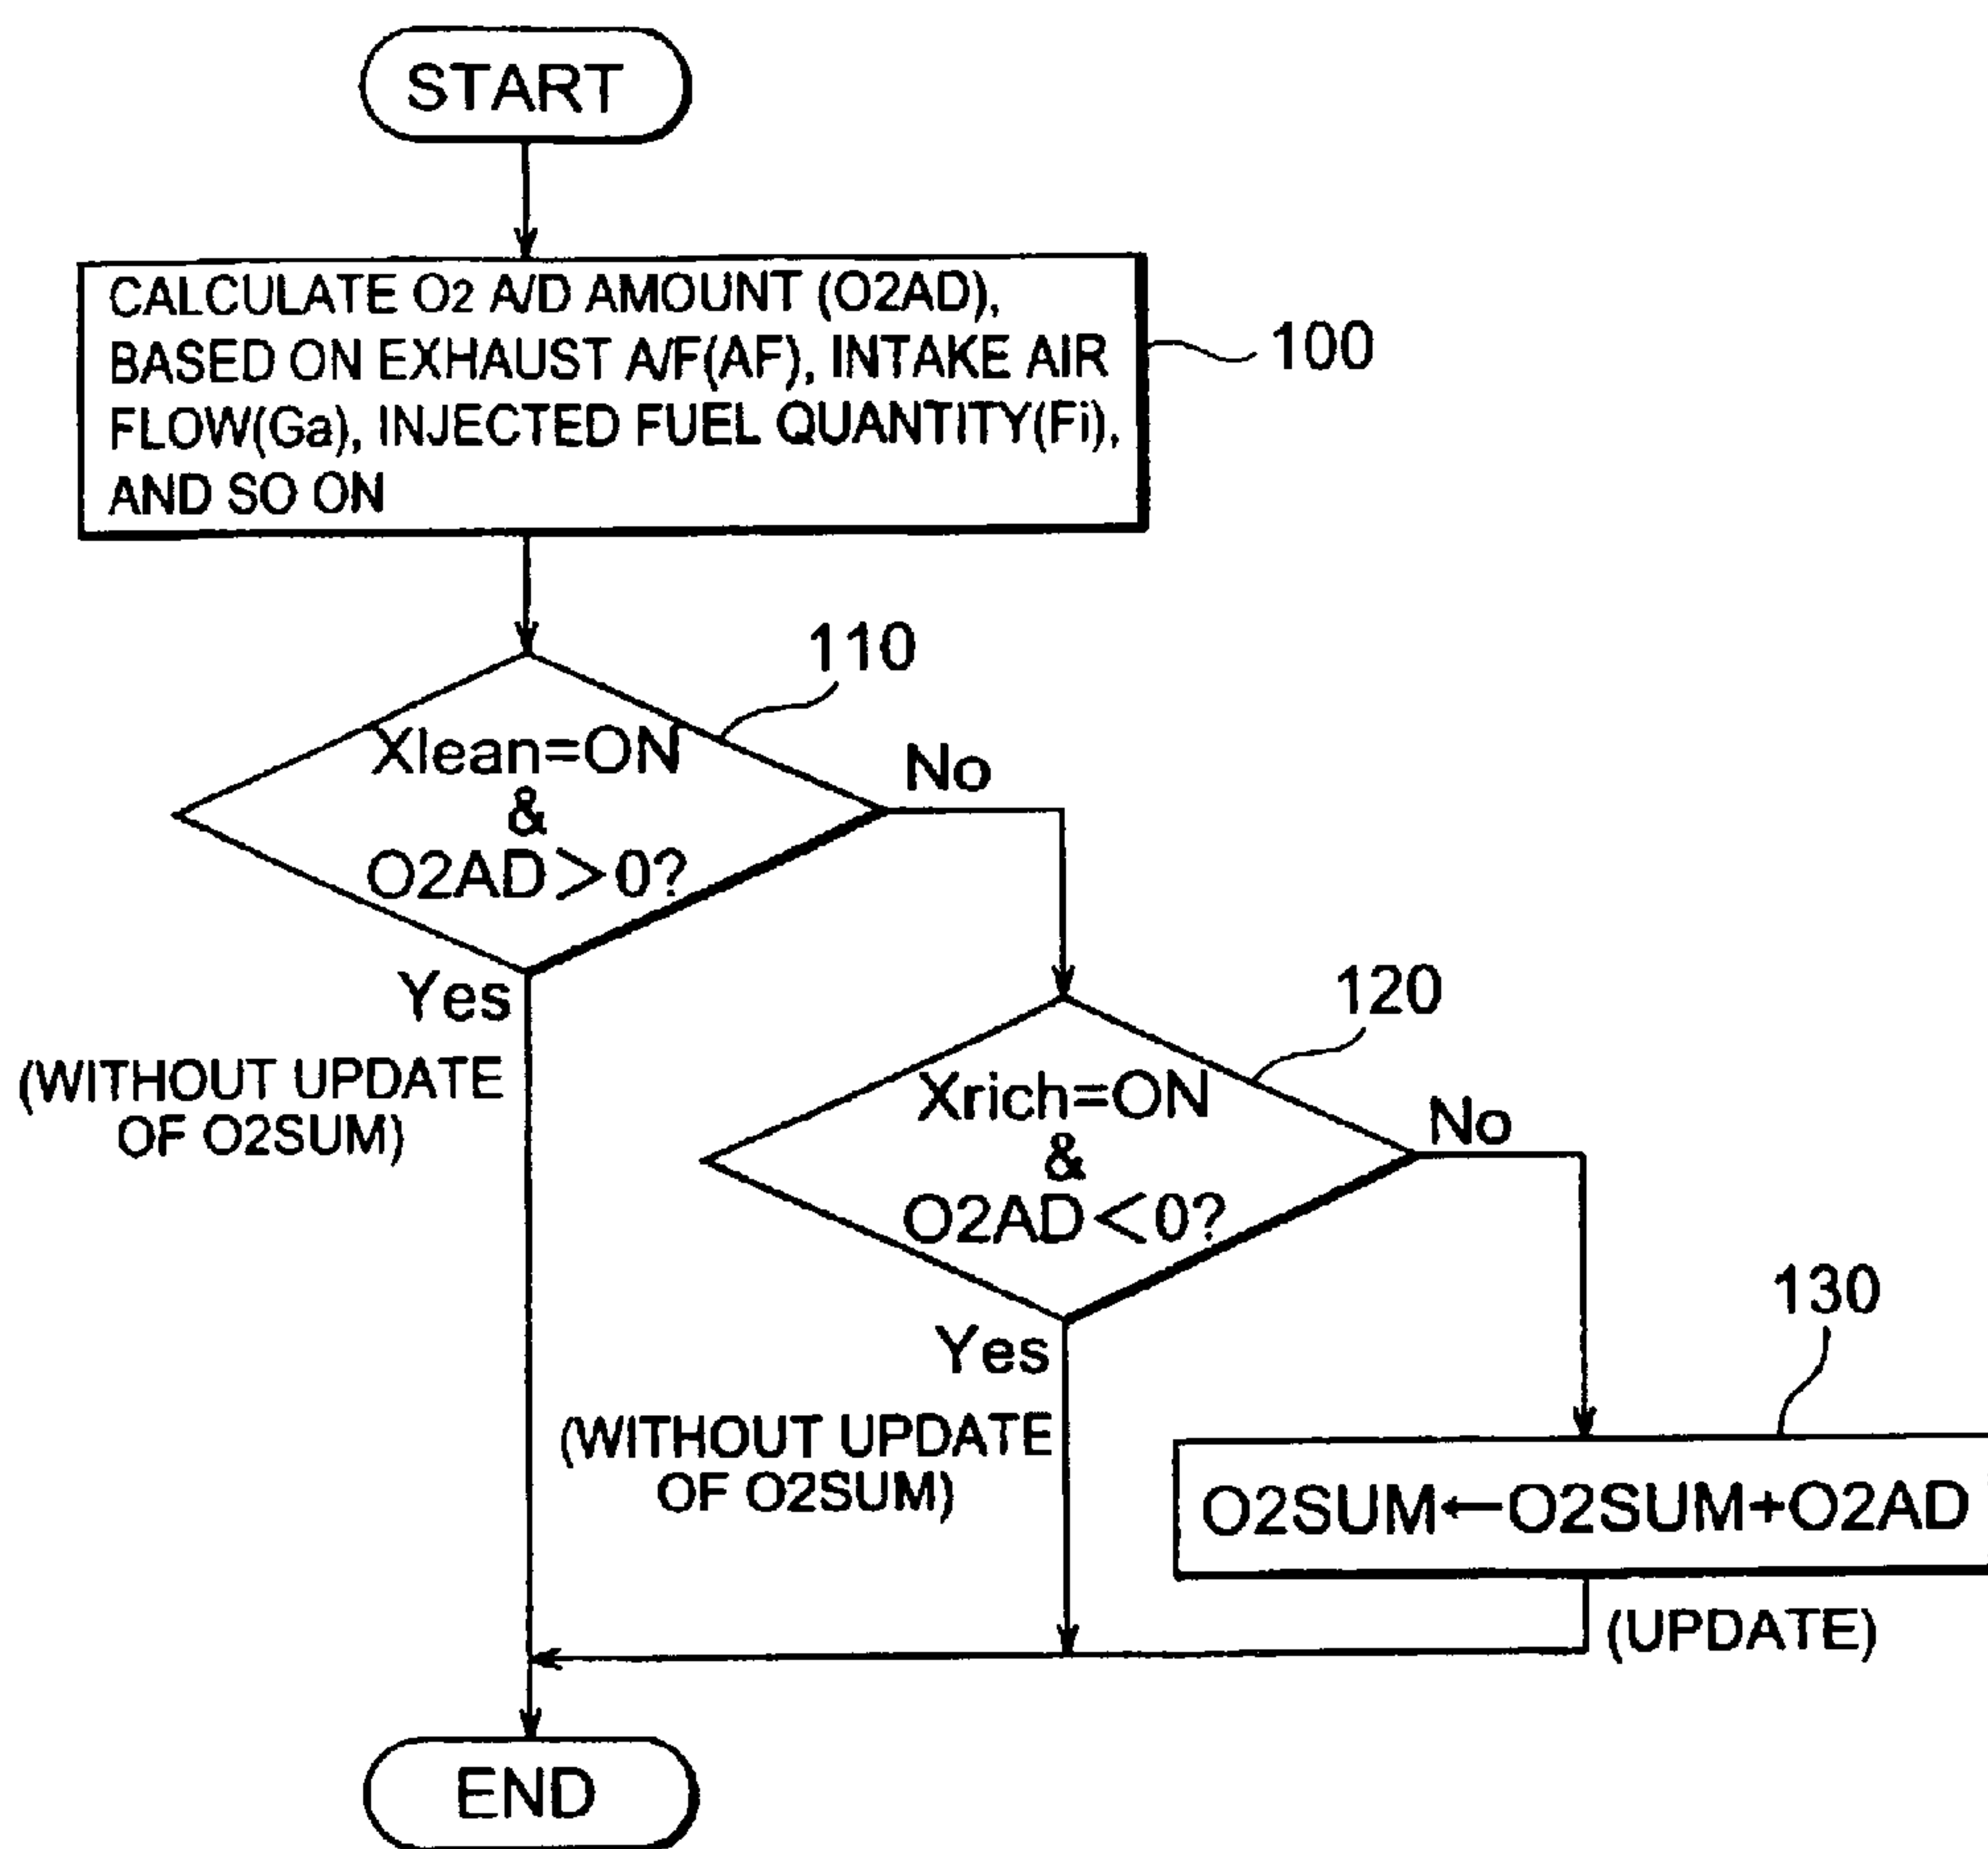 START
CALCULATE O2 A/D AMOUNT (O2AD),
BASED ON EXHAUST A/F(AF), INTAKE AIR
FLOW(Ga), INJECTED FUEL QUANTITY(Fi),
AND SO ON
100
110
Xlean=ON
&
O2AD>0?
No
Yes
(WITHOUT UPDATE
OF O2SUM)
120
Xrich=ON
&
O2AD<0?
No
Yes
(WITHOUT UPDATE
OF O2SUM)
130
O2SUM←O2SUM+O2AD
(UPDATE)
END